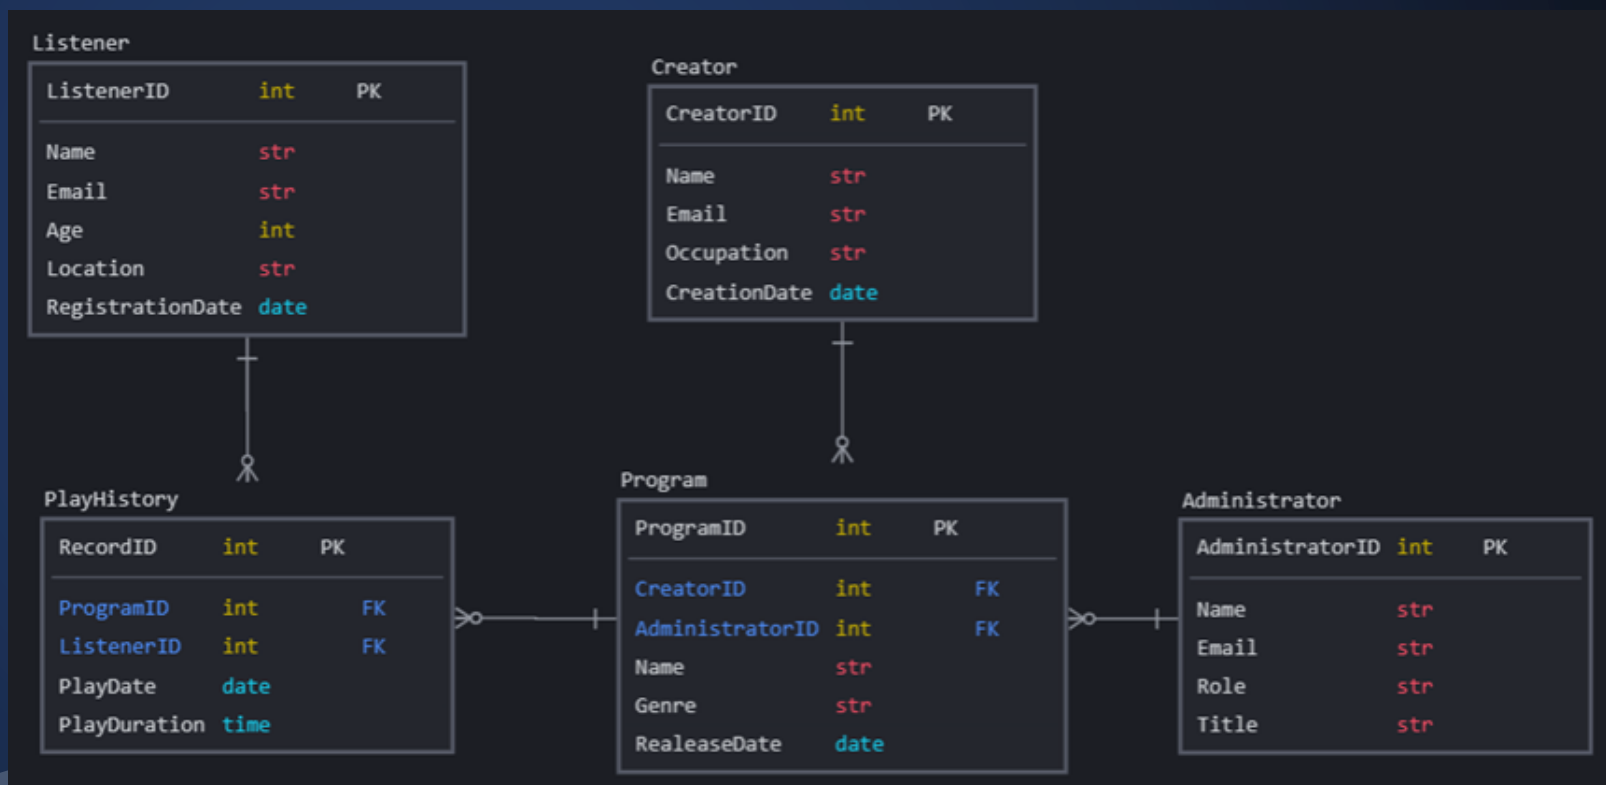 Listener
ListenerID int PK
Name str
Email str
Age int
Location str
RegistrationDate date
Creator
CreatorID int PK
Name str
Email str
Occupation str
CreationDate date
PlayHistory
RecordID int PK
ProgramID int FK
ListenerID int FK
PlayDate date
PlayDuration time
Program
ProgramID int PK
CreatorID int FK
AdministratorID int FK
Name str
Genre str
RealeaseDate date
Administrator
AdministratorID int PK
Name str
Email str
Role str
Title str